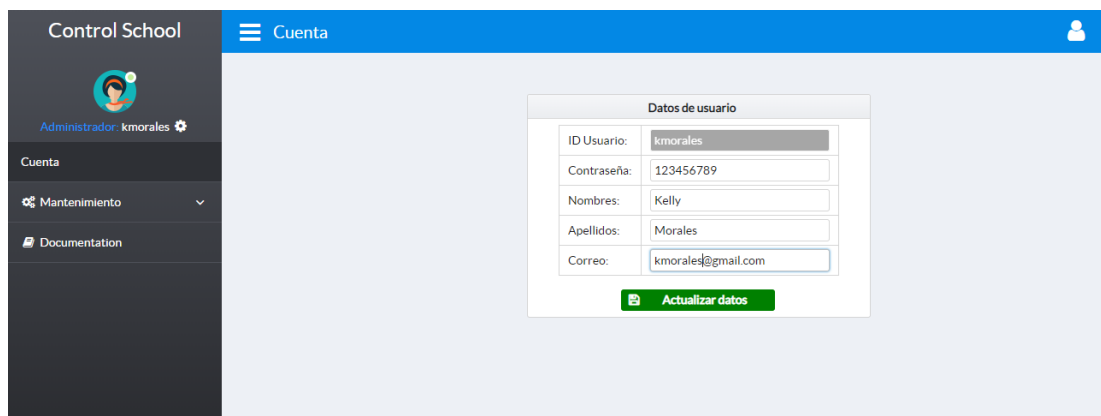 Control School
Cuenta
Administrador: kmorales
Cuenta
Mantenimiento
Documentation
Datos de usuario
ID Usuario: kmorales
Contraseña: 123456789
Nombres: Kelly
Apellidos: Morales
Correo: kmorales@gmail.com
Actualizar datos